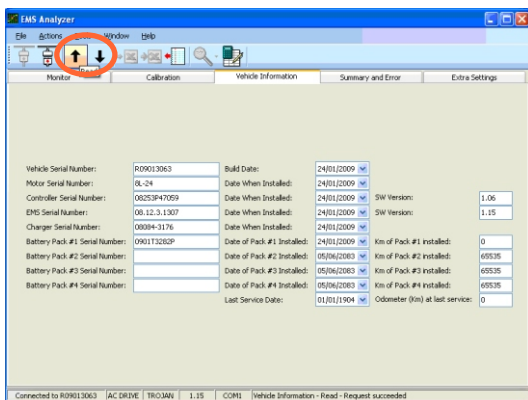 EMS Analyzer
File Actions Window Help
Read
Monitor Calibration Vehicle Information Summary and Error Extra Settings
Vehicle Serial Number: R09013063 Build Date: 24/01/2009
Motor Serial Number: 8L-24 Date When Installed: 24/01/2009
Controller Serial Number: 08253P47059 Date When Installed: 24/01/2009 SW Version: 1.06
EMS Serial Number: 08.12.3.1307 Date When Installed: 24/01/2009 SW Version: 1.15
Charger Serial Number: 08084-3176 Date When Installed: 24/01/2009
Battery Pack #1 Serial Number: 0901T3282P Date of Pack #1 Installed: 24/01/2009 Km of Pack #1 installed: 0
Battery Pack #2 Serial Number: Date of Pack #2 Installed: 05/06/2083 Km of Pack #2 installed: 65535
Battery Pack #3 Serial Number: Date of Pack #3 Installed: 05/06/2083 Km of Pack #3 installed: 65535
Battery Pack #4 Serial Number: Date of Pack #4 Installed: 05/06/2083 Km of Pack #4 installed: 65535
Last Service Date: 01/01/1904 Odometer (Km) at last service: 0
Connected to R09013063 AC DRIVE TROJAN 1.15 COM1 Vehicle Information - Read - Request succeeded